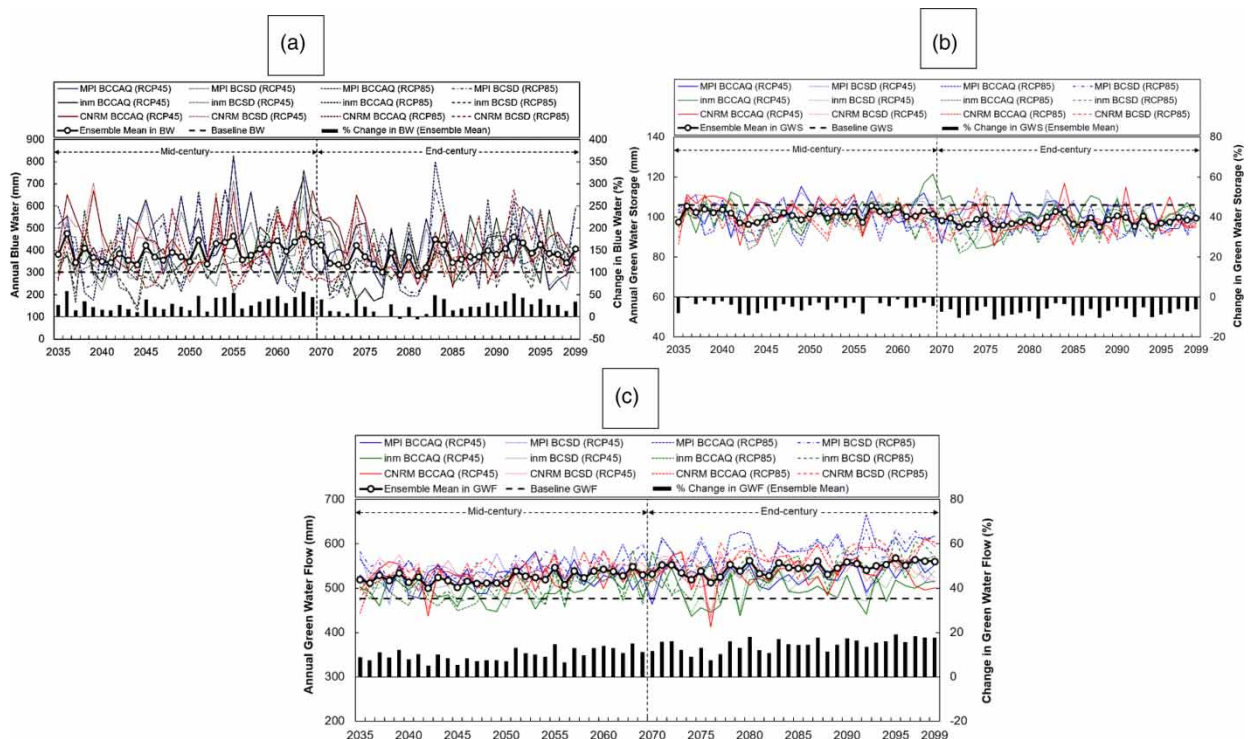 (a)
MPI BCCAQ (RCP45) MPI BCSD (RCP45) MPI BCCAQ (RCP85) MPI BCSD (RCP85)
inm BCCAQ (RCP45) inm BCSD (RCP45) inm BCCAQ (RCP85) inm BCSD (RCP85)
CNRM BCCAQ (RCP45) CNRM BCSD (RCP45) CNRM BCCAQ (RCP85) CNRM BCSD (RCP85)
Ensemble Mean in BW Baseline BW % Change in BW (Ensemble Mean)
Mid-century End-century
Annual Blue Water (mm)
900
800
700
600
500
400
300
200
100
0
Change in Blue Water (%)
400
350
300
250
200
150
100
50
0
-50
2035 2040 2045 2050 2055 2060 2065 2070 2075 2080 2085 2090 2095 2099
(b)
MPI BCCAQ (RCP45) MPI BCSD (RCP45) MPI BCCAQ (RCP85) MPI BCSD (RCP85)
inm BCCAQ (RCP45) inm BCSD (RCP45) inm BCCAQ (RCP85) inm BCSD (RCP85)
CNRM BCCAQ (RCP45) CNRM BCSD (RCP45) CNRM BCCAQ (RCP85) CNRM BCSD (RCP85)
Ensemble Mean in GWS Baseline GWS % Change in GWS (Ensemble Mean)
Mid-century End-century
Annual Green Water Storage (mm)
140
120
100
80
60
40
Change in Green Water Storage (%)
80
60
40
20
0
-20
2035 2040 2045 2050 2055 2060 2065 2070 2075 2080 2085 2090 2095 2099
(c)
MPI BCCAQ (RCP45) MPI BCSD (RCP45) MPI BCCAQ (RCP85) MPI BCSD (RCP85)
inm BCCAQ (RCP45) inm BCSD (RCP45) inm BCCAQ (RCP85) inm BCSD (RCP85)
CNRM BCCAQ (RCP45) CNRM BCSD (RCP45) CNRM BCCAQ (RCP85) CNRM BCSD (RCP85)
Ensemble Mean in GWF Baseline GWF % Change in GWF (Ensemble Mean)
Mid-century End-century
Annual Green Water Flow (mm)
700
600
500
400
300
200
Change in Green Water Flow (%)
80
60
40
20
0
-20
2035 2040 2045 2050 2055 2060 2065 2070 2075 2080 2085 2090 2095 2099